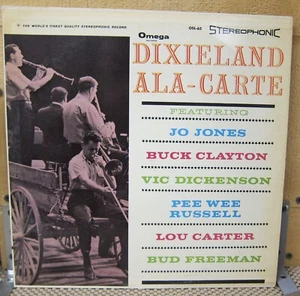 THE WORLD'S FINEST QUALITY STEREOPHONIC RECORD
Omega
OSL-63
STEREOPHONIC
DIXIELAND
ALA-CARTE
FEATURING
JO JONES
BUCK CLAYTON
VIC DICKENSON
PEE WEE
RUSSELL
LOU CARTER
BUD FREEMAN